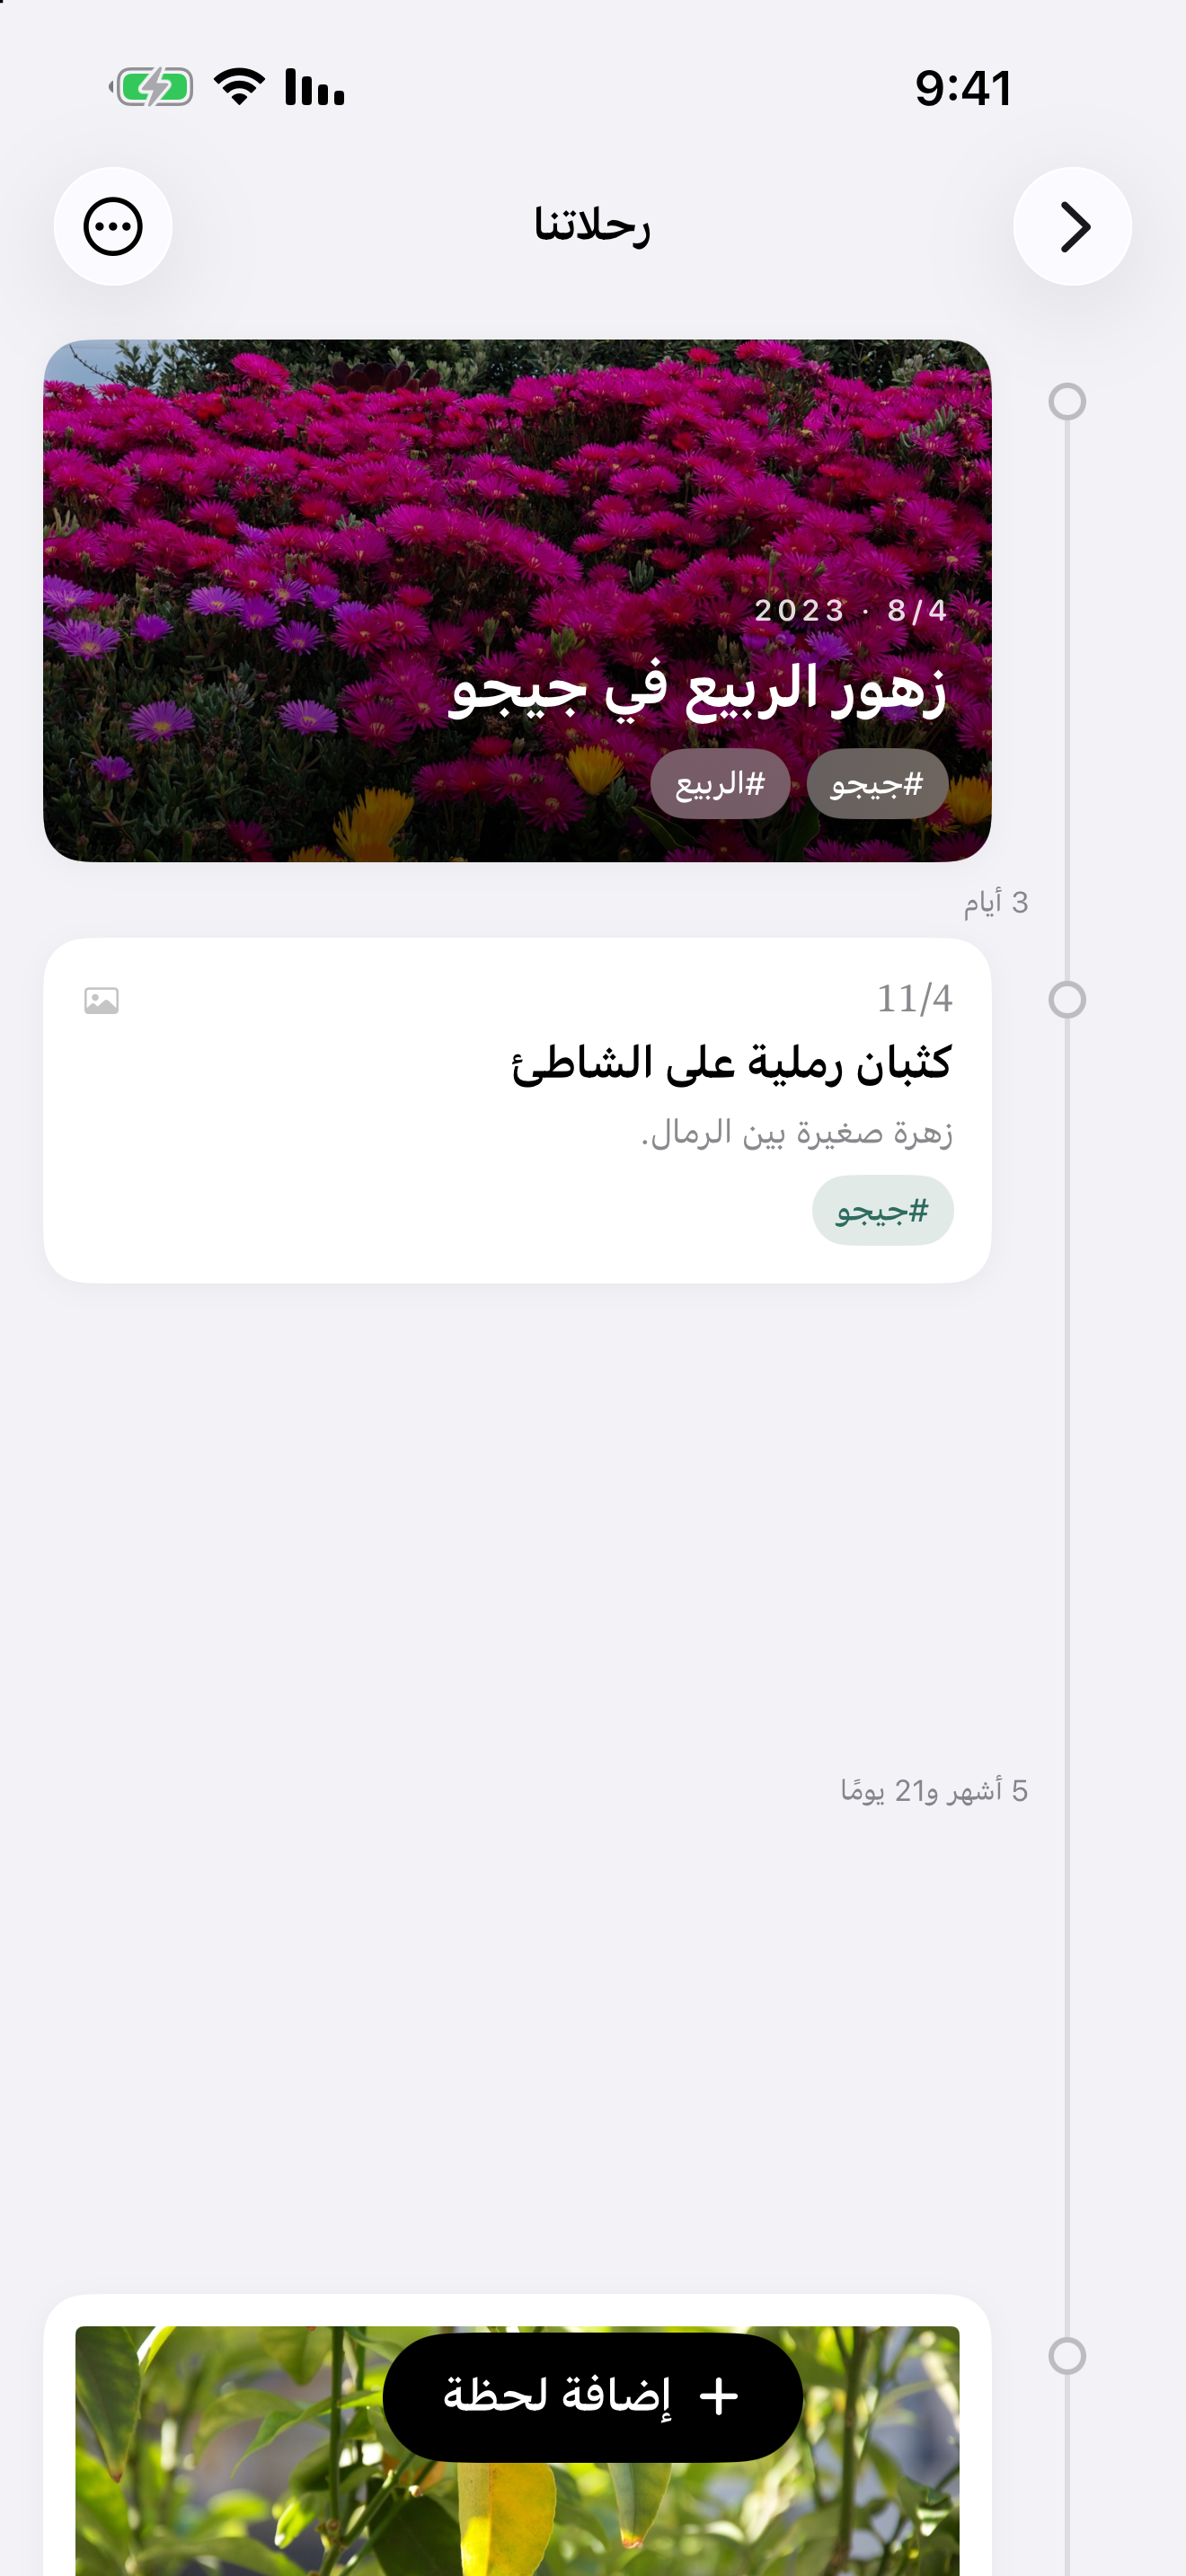 9:41
رحلاتنا
8/4 · 2023
زهور الربيع في جيجو
#جيجو #الربيع
3 أيام
11/4
كثبان رملية على الشاطئ
زهرة صغيرة بين الرمال.
#جيجو
5 أشهر و21 يومًا
+ إضافة لحظة